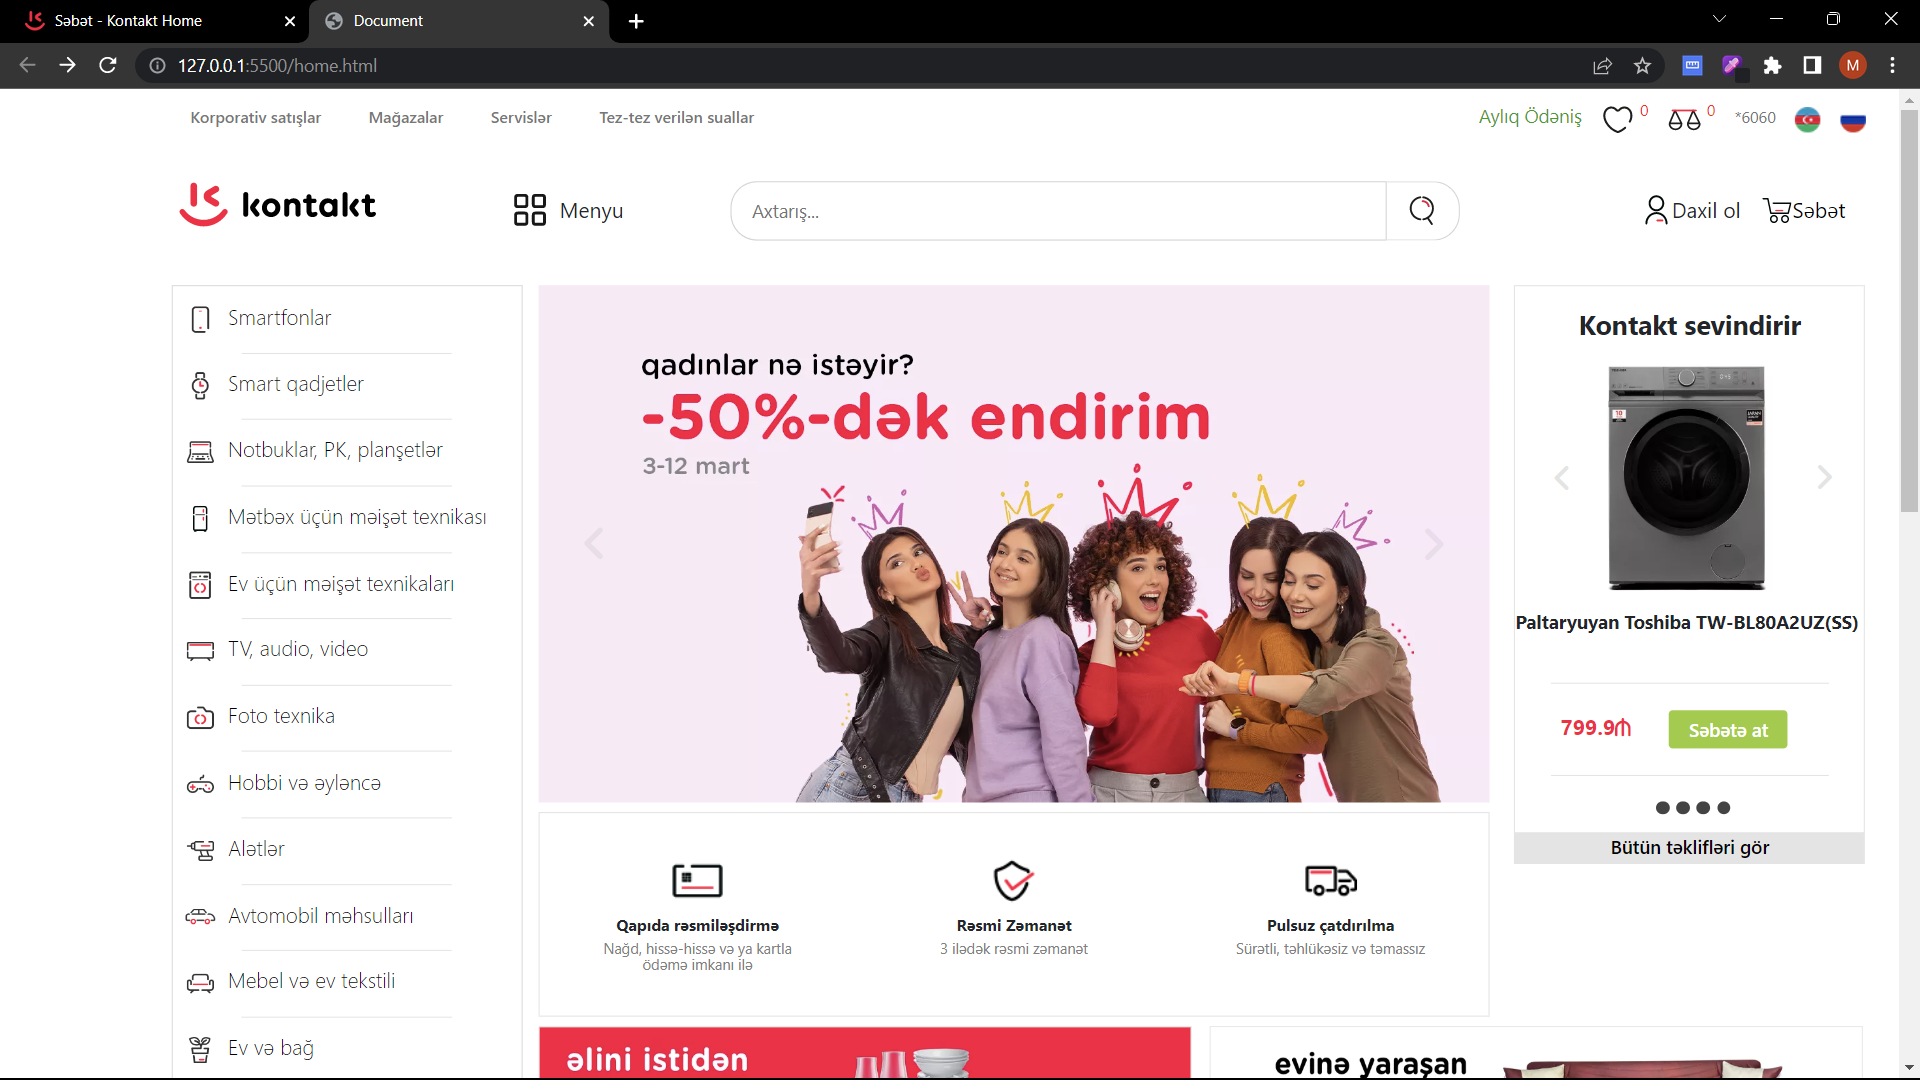 Səbət - Kontakt Home
Document
127.0.0.1:5500/home.html
M
Korporativ satışlar
Mağazalar
Servislər
Tez-tez verilən suallar
Aylıq Ödəniş
0
0
*6060
kontakt
Menyu
Axtarış...
Daxil ol
Səbət
Smartfonlar
Smart qadjetler
Notbuklar, PK, planşetlər
Mətbəx üçün məişət texnikası
Ev üçün məişət texnikaları
TV, audio, video
Foto texnika
Hobbi və əyləncə
Alətlər
Avtomobil məhsulları
Mebel və ev tekstili
Ev və bağ
qadınlar nə istəyir?
-50%-dək endirim
3-12 mart
Qapıda rəsmiləşdirmə
Nağd, hissə-hissə və ya kartla
ödəmə imkanı ilə
Rəsmi Zəmanət
3 ilədək rəsmi zəmanət
Pulsuz çatdırılma
Sürətli, təhlükəsiz və təmassız
əlini istidən
evinə yaraşan
Kontakt sevindirir
Paltaryuyan Toshiba TW-BL80A2UZ(SS)
799.9₼
Səbətə at
Bütün təklifləri gör